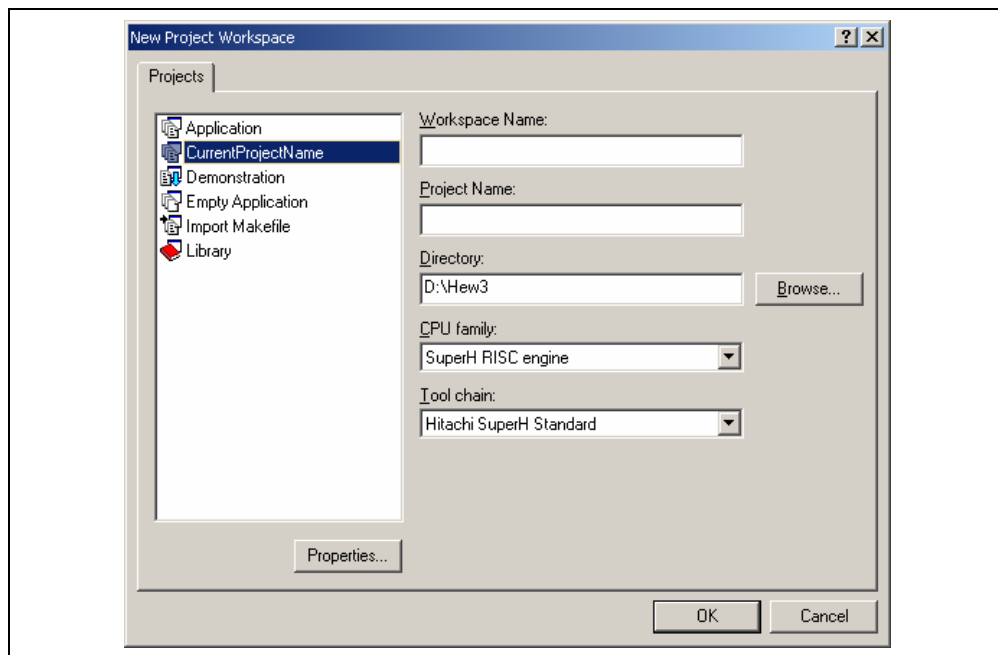 New Project Workspace
Projects
Application
CurrentProjectName
Demonstration
Empty Application
Import Makefile
Library
Properties...
Workspace Name:
Project Name:
Directory:
D:\Hew3
Browse...
CPU family:
SuperH RISC engine
Tool chain:
Hitachi SuperH Standard
OK
Cancel